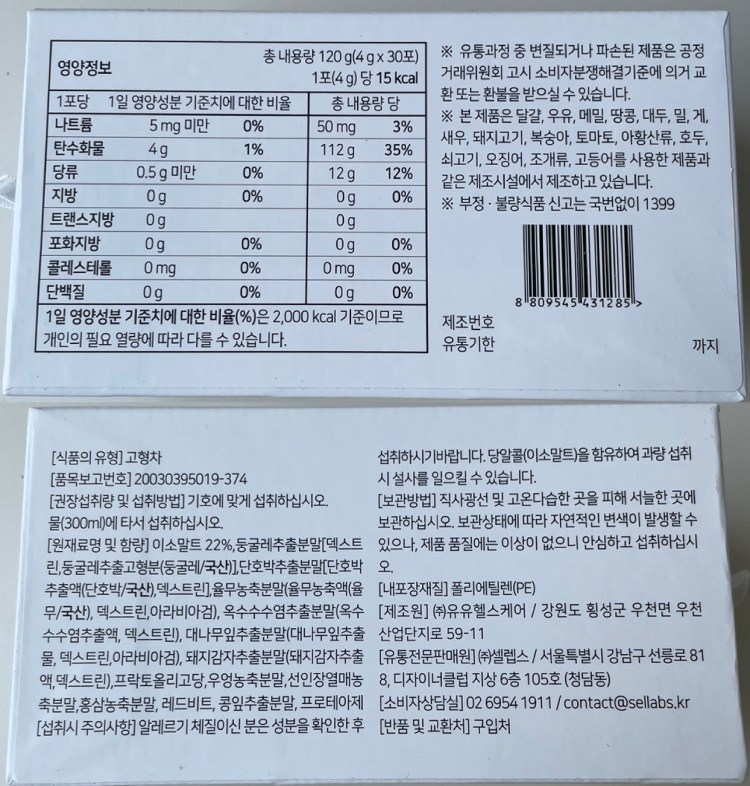 영양정보
총 내용량 120 g(4 g x 30포)
1포(4 g) 당 15 kcal
1포당 1일 영양성분 기준치에 대한 비율 총 내용량 당
나트륨 5 mg 미만 0% 50 mg 3%
탄수화물 4 g 1% 112 g 35%
당류 0.5 g 미만 0% 12 g 12%
지방 0 g 0% 0 g 0%
트랜스지방 0 g 0 g
포화지방 0 g 0% 0 g 0%
콜레스테롤 0 mg 0% 0 mg 0%
단백질 0 g 0% 0 g 0%
1일 영양성분 기준치에 대한 비율(%)은 2,000 kcal 기준이므로
개인의 필요 열량에 따라 다를 수 있습니다.
※ 유통과정 중 변질되거나 파손된 제품은 공정
거래위원회 고시 소비자분쟁해결기준에 의거 교
환 또는 환불을 받으실 수 있습니다.
※ 본 제품은 달걀, 우유, 메밀, 땅콩, 대두, 밀, 게,
새우, 돼지고기, 복숭아, 토마토, 아황산류, 호두,
쇠고기, 오징어, 조개류, 고등어를 사용한 제품과
같은 제조시설에서 제조하고 있습니다.
※ 부정 · 불량식품 신고는 국번없이 1399
8 809545 431285 >
제조번호
유통기한 까지
[식품의 유형] 고형차
[품목보고번호] 20030395019-374
[권장섭취량 및 섭취방법] 기호에 맞게 섭취하십시오.
물(300ml)에 타서 섭취하십시오.
[원재료명 및 함량] 이소말트 22%,둥굴레추출분말[덱스트
린,둥굴레추출고형분(둥굴레/국산)],단호박추출분말[단호박
추출액(단호박/국산),덱스트린],율무농축분말(율무농축액(율
무/국산), 덱스트린,아라비아검), 옥수수수염추출분말(옥수
수수염추출액, 덱스트린), 대나무잎추출분말(대나무잎추출
물, 덱스트린,아라비아검), 돼지감자추출분말(돼지감자추출
액,덱스트린),프락토올리고당,우엉농축분말,선인장열매농
축분말,홍삼농축분말, 레드비트, 콩잎추출분말, 프로테아제
[섭취시 주의사항] 알레르기 체질이신 분은 성분을 확인한 후
섭취하시기바랍니다. 당알콜(이소말트)을 함유하여 과량 섭취
시 설사를 일으킬 수 있습니다.
[보관방법] 직사광선 및 고온다습한 곳을 피해 서늘한 곳에
보관하십시오. 보관상태에 따라 자연적인 변색이 발생할 수
있으나, 제품 품질에는 이상이 없으니 안심하고 섭취하십시
오.
[내포장재질] 폴리에틸렌(PE)
[제조원] ㈜유유헬스케어 / 강원도 횡성군 우천면 우천
산업단지로 59-11
[유통전문판매원] ㈜셀렙스 / 서울특별시 강남구 선릉로 81
8, 디자이너클럽 지상 6층 105호 (청담동)
[소비자상담실] 02 6954 1911 / contact@sellabs.kr
[반품 및 교환처] 구입처